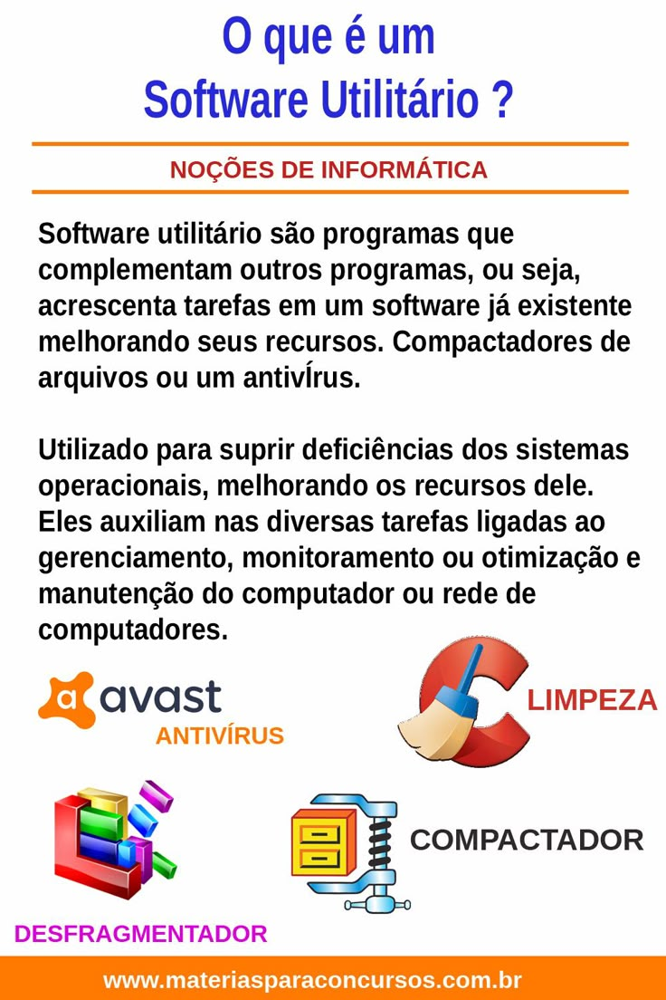 O que é um
Software Utilitário ?
NOÇÕES DE INFORMÁTICA
Software utilitário são programas que
complementam outros programas, ou seja,
acrescenta tarefas em um software já existente
melhorando seus recursos. Compactadores de
arquivos ou um antivÍrus.
Utilizado para suprir deficiências dos sistemas
operacionais, melhorando os recursos dele.
Eles auxiliam nas diversas tarefas ligadas ao
gerenciamento, monitoramento ou otimização e
manutenção do computador ou rede de
computadores.
a avast
ANTIVÍRUS
LIMPEZA
COMPACTADOR
DESFRAGMENTADOR
www.materiasparaconcursos.com.br